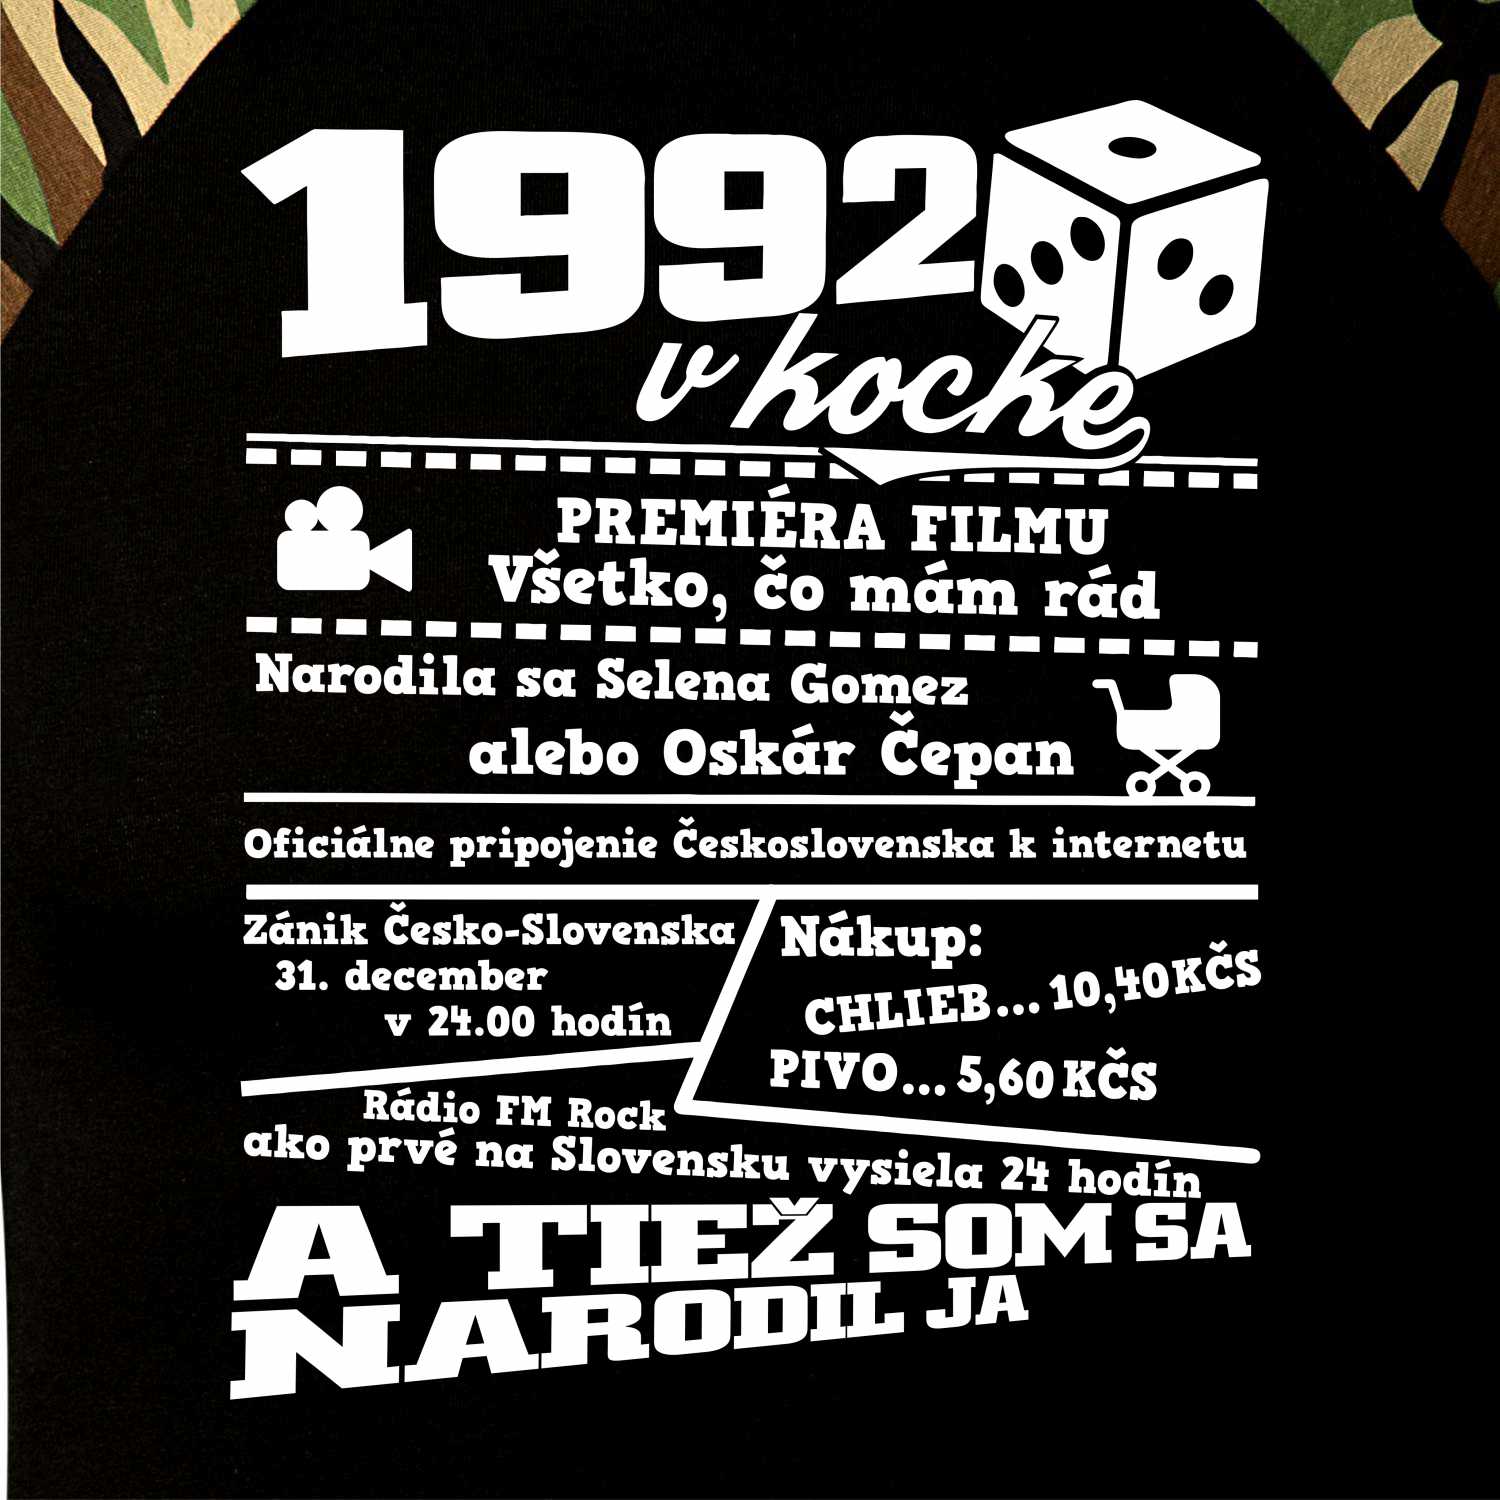 1992
v kocke
PREMIÉRA FILMU
Všetko, čo mám rád
Narodila sa Selena Gomez
alebo Oskár Čepan
Oficiálne pripojenie Československa k internetu
Zánik Česko-Slovenska
31. december
v 24.00 hodín
Nákup:
CHLIEB... 10,40KČS
PIVO... 5,60KČS
Rádio FM Rock
ako prvé na Slovensku vysiela 24 hodín
A TIEŽ SOM SA
NARODIL JA